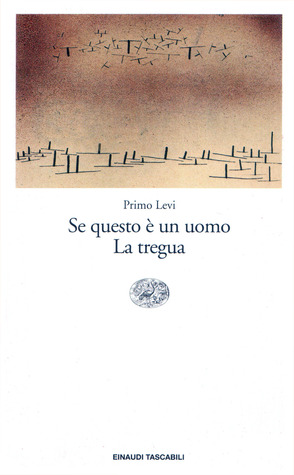 Primo Levi
Se questo è un uomo
La tregua
EINAUDI TASCABILI